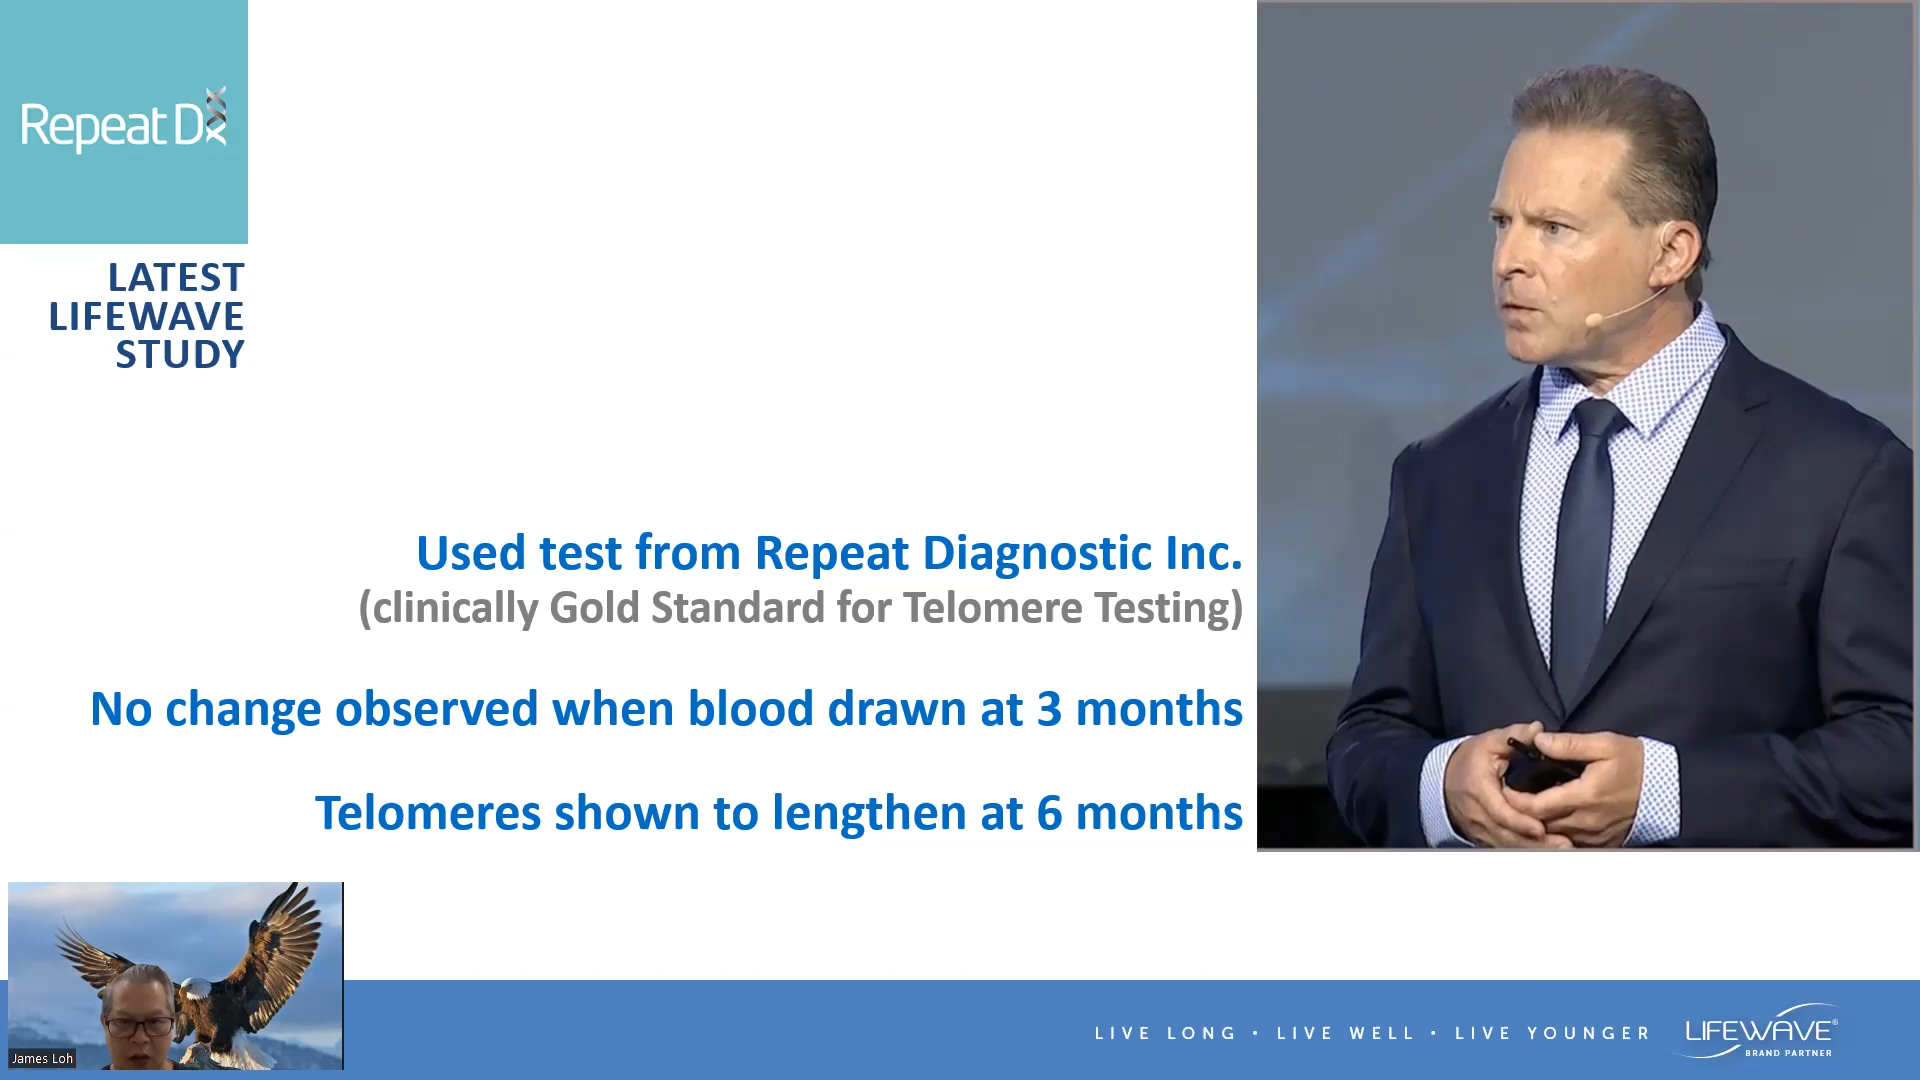 Repeat Dx
LATEST
LIFEWAVE
STUDY
Used test from Repeat Diagnostic Inc.
(clinically Gold Standard for Telomere Testing)
No change observed when blood drawn at 3 months
Telomeres shown to lengthen at 6 months
James Loh
LIVE LONG • LIVE WELL • LIVE YOUNGER
LIFEWAVE®
BRAND PARTNER